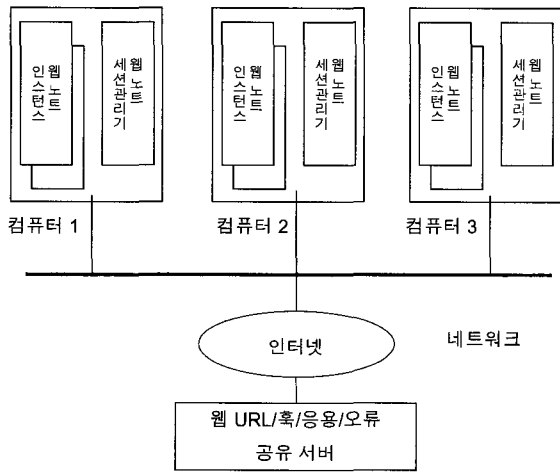 웹 노트
인스턴스
웹 노트
세션관리기
웹 노트
인스턴스
웹 노트
세션관리기
웹 노트
인스턴스
웹 노트
세션관리기
컴퓨터 1
컴퓨터 2
컴퓨터 3
인터넷
네트워크
웹 URL/훅/응용/오류
공유 서버